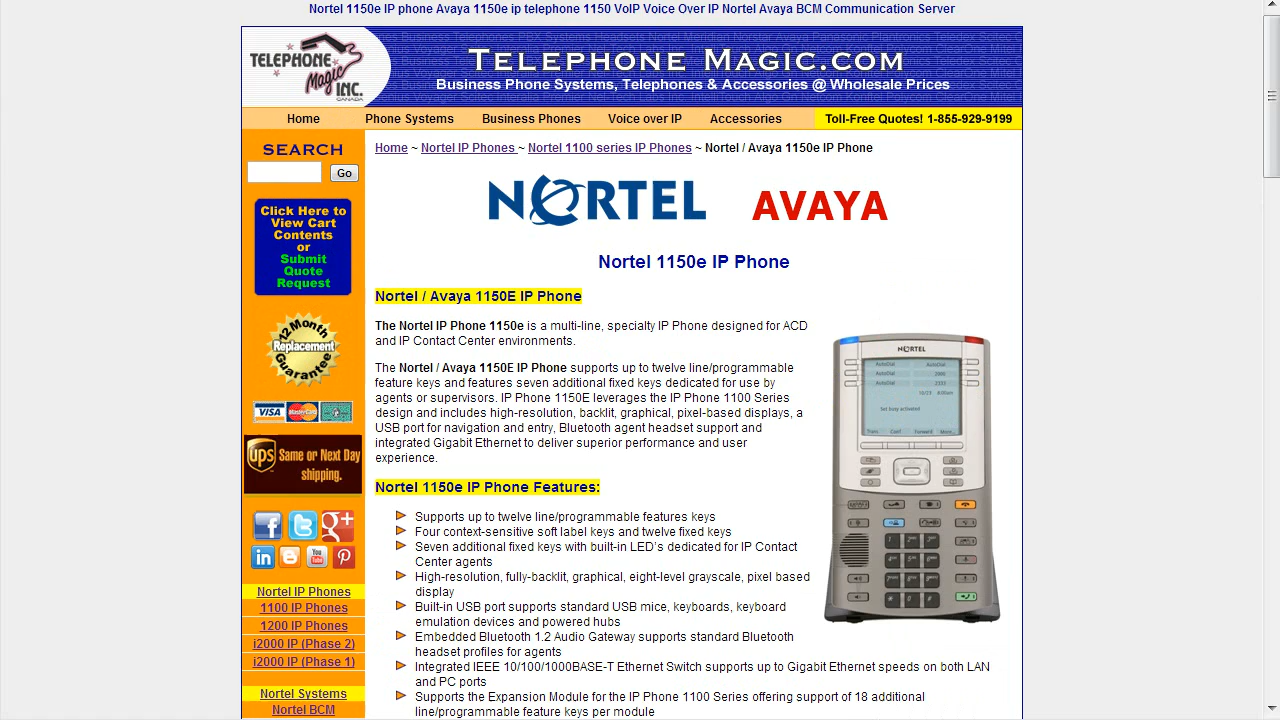 Nortel 1150e IP phone Avaya 1150e ip telephone 1150 VoIP Voice Over IP Nortel Avaya BCM Communication Server
TELEPHONE
Magic
INC.
CANADA
TELEPHONE MAGIC.COM
Business Phone Systems, Telephones & Accessories @ Wholesale Prices
Home Phone Systems Business Phones Voice over IP Accessories Toll-Free Quotes! 1-855-929-9199
SEARCH
Go
Click Here to
View Cart
Contents
or
Submit
Quote
Request
12 Month
Replacement
Guarantee
VISA MasterCard
ups Same or Next Day
shipping.
Nortel IP Phones
1100 IP Phones
1200 IP Phones
i2000 IP (Phase 2)
i2000 IP (Phase 1)
Nortel Systems
Nortel BCM
Home ~ Nortel IP Phones ~ Nortel 1100 series IP Phones ~ Nortel / Avaya 1150e IP Phone
NORTEL AVAYA
Nortel 1150e IP Phone
Nortel / Avaya 1150E IP Phone
The Nortel IP Phone 1150e is a multi-line, specialty IP Phone designed for ACD
and IP Contact Center environments.
The Nortel / Avaya 1150E IP Phone supports up to twelve line/programmable
feature keys and features seven additional fixed keys dedicated for use by
agents or supervisors. IP Phone 1150E leverages the IP Phone 1100 Series
design and includes high-resolution, backlit, graphical, pixel-based displays, a
USB port for navigation and entry, Bluetooth agent headset support and
integrated Gigabit Ethernet to deliver superior performance and user
experience.
Nortel 1150e IP Phone Features:
Supports up to twelve line/programmable features keys
Four context-sensitive soft label keys and twelve fixed keys
Seven additional fixed keys with built-in LED's dedicated for IP Contact
Center agents
High-resolution, fully-backlit, graphical, eight-level grayscale, pixel based
display
Built-in USB port supports standard USB mice, keyboards, keyboard
emulation devices and powered hubs
Embedded Bluetooth 1.2 Audio Gateway supports standard Bluetooth
headset profiles for agents
Integrated IEEE 10/100/1000BASE-T Ethernet Switch supports up to Gigabit Ethernet speeds on both LAN
and PC ports
Supports the Expansion Module for the IP Phone 1100 Series offering support of 18 additional
line/programmable feature keys per module
NORTEL
AutoDial AutoDial
AutoDial
AutoDial
Set busy activated
Trans Conf Forward More...